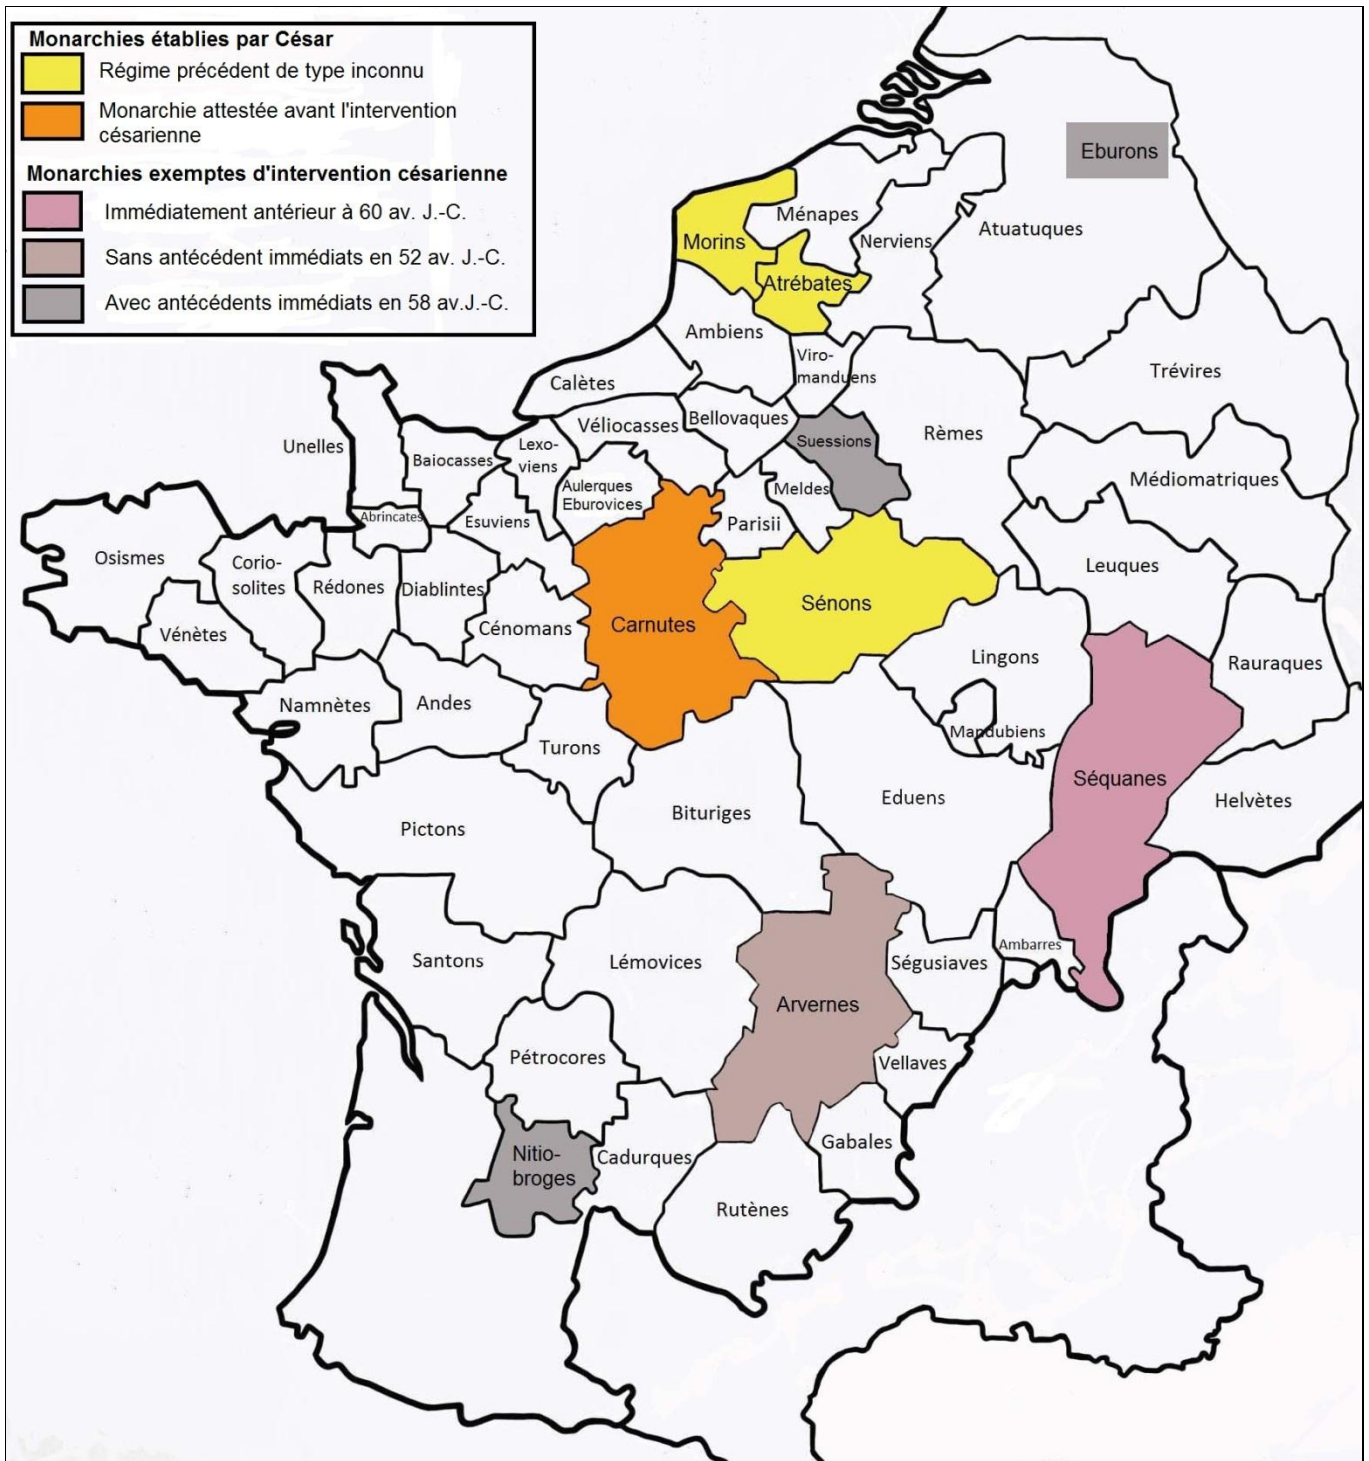 Monarchies établies par César
Régime précédent de type inconnu
Monarchie attestée avant l'intervention
césarienne
Monarchies exemptes d'intervention césarienne
Immédiatement antérieur à 60 av. J.-C.
Sans antécédent immédiats en 52 av. J.-C.
Avec antécédents immédiats en 58 av.J.-C.
Eburons
Ménapes
Morins
Nerviens
Atuatuques
Atrébates
Ambiens
Viro-
manduens
Trévires
Calètes
Véliocasses
Bellovaques
Suessions
Rèmes
Unelles
Baiocasses
Lexo-
viens
Aulerques
Eburovices
Meldes
Médiomatriques
Abrincates
Esuviens
Parisii
Osismes
Corio-
solites
Rédones
Diablintes
Leuques
Vénètes
Cénomans
Carnutes
Sénons
Lingons
Rauraques
Namnètes
Andes
Turons
Mandubiens
Séquanes
Helvètes
Pictons
Bituriges
Eduens
Santons
Lémovices
Arvernes
Ségusiaves
Ambarres
Pétrocores
Vellaves
Nitio-
broges
Cadurques
Gabales
Rutènes